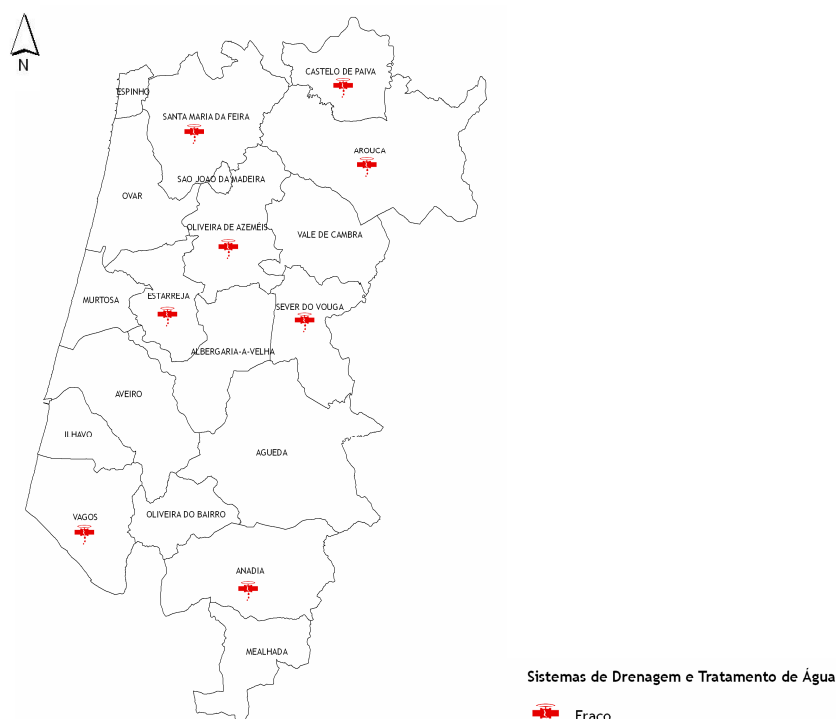 N
CASTELO DE PAIVA
ESPINHO
SANTA MARIA DA FEIRA
AROUCA
SAO JOAO DA MADEIRA
OVAR
OLIVEIRA DE AZEMÉIS
VALE DE CAMBRA
MURTOSA
ESTARREJA
SEVER DO VOUGA
ALBERGARIA-A-VELHA
AVEIRO
ILHAVO
AGUEDA
VAGOS
OLIVEIRA DO BAIRRO
ANADIA
MEALHADA
Sistemas de Drenagem e Tratamento de Água
Fraco